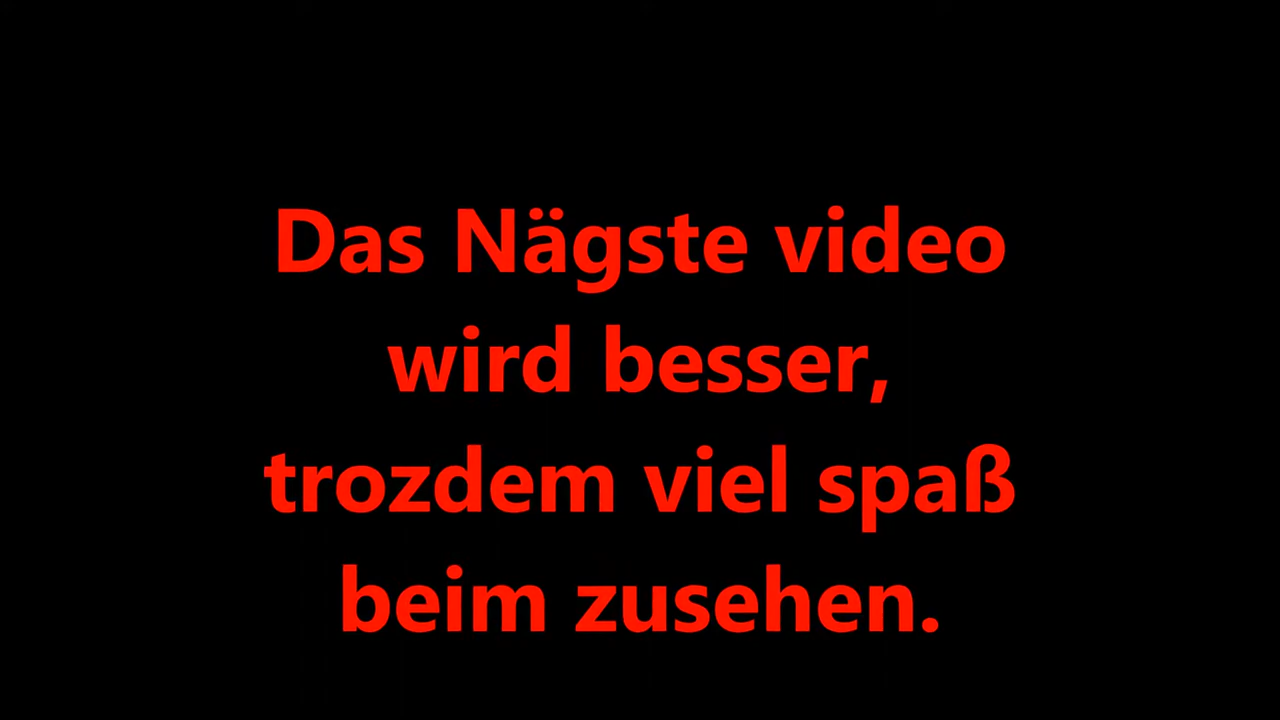 Das Nägste video
wird besser,
trozdem viel spaß
beim zusehen.